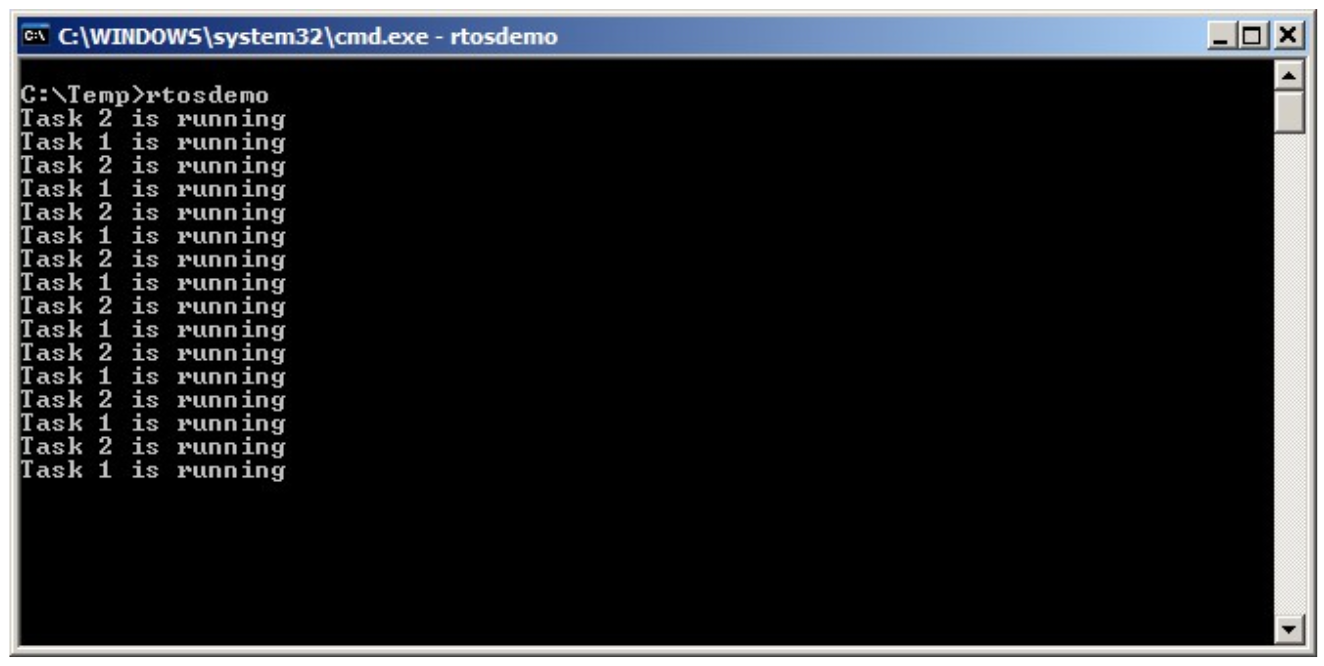 C:\WINDOWS\system32\cmd.exe - rtosdemo
C:\Temp>rtosdemo
Task 2 is running
Task 1 is running
Task 2 is running
Task 1 is running
Task 2 is running
Task 1 is running
Task 2 is running
Task 1 is running
Task 2 is running
Task 1 is running
Task 2 is running
Task 1 is running
Task 2 is running
Task 1 is running
Task 2 is running
Task 1 is running